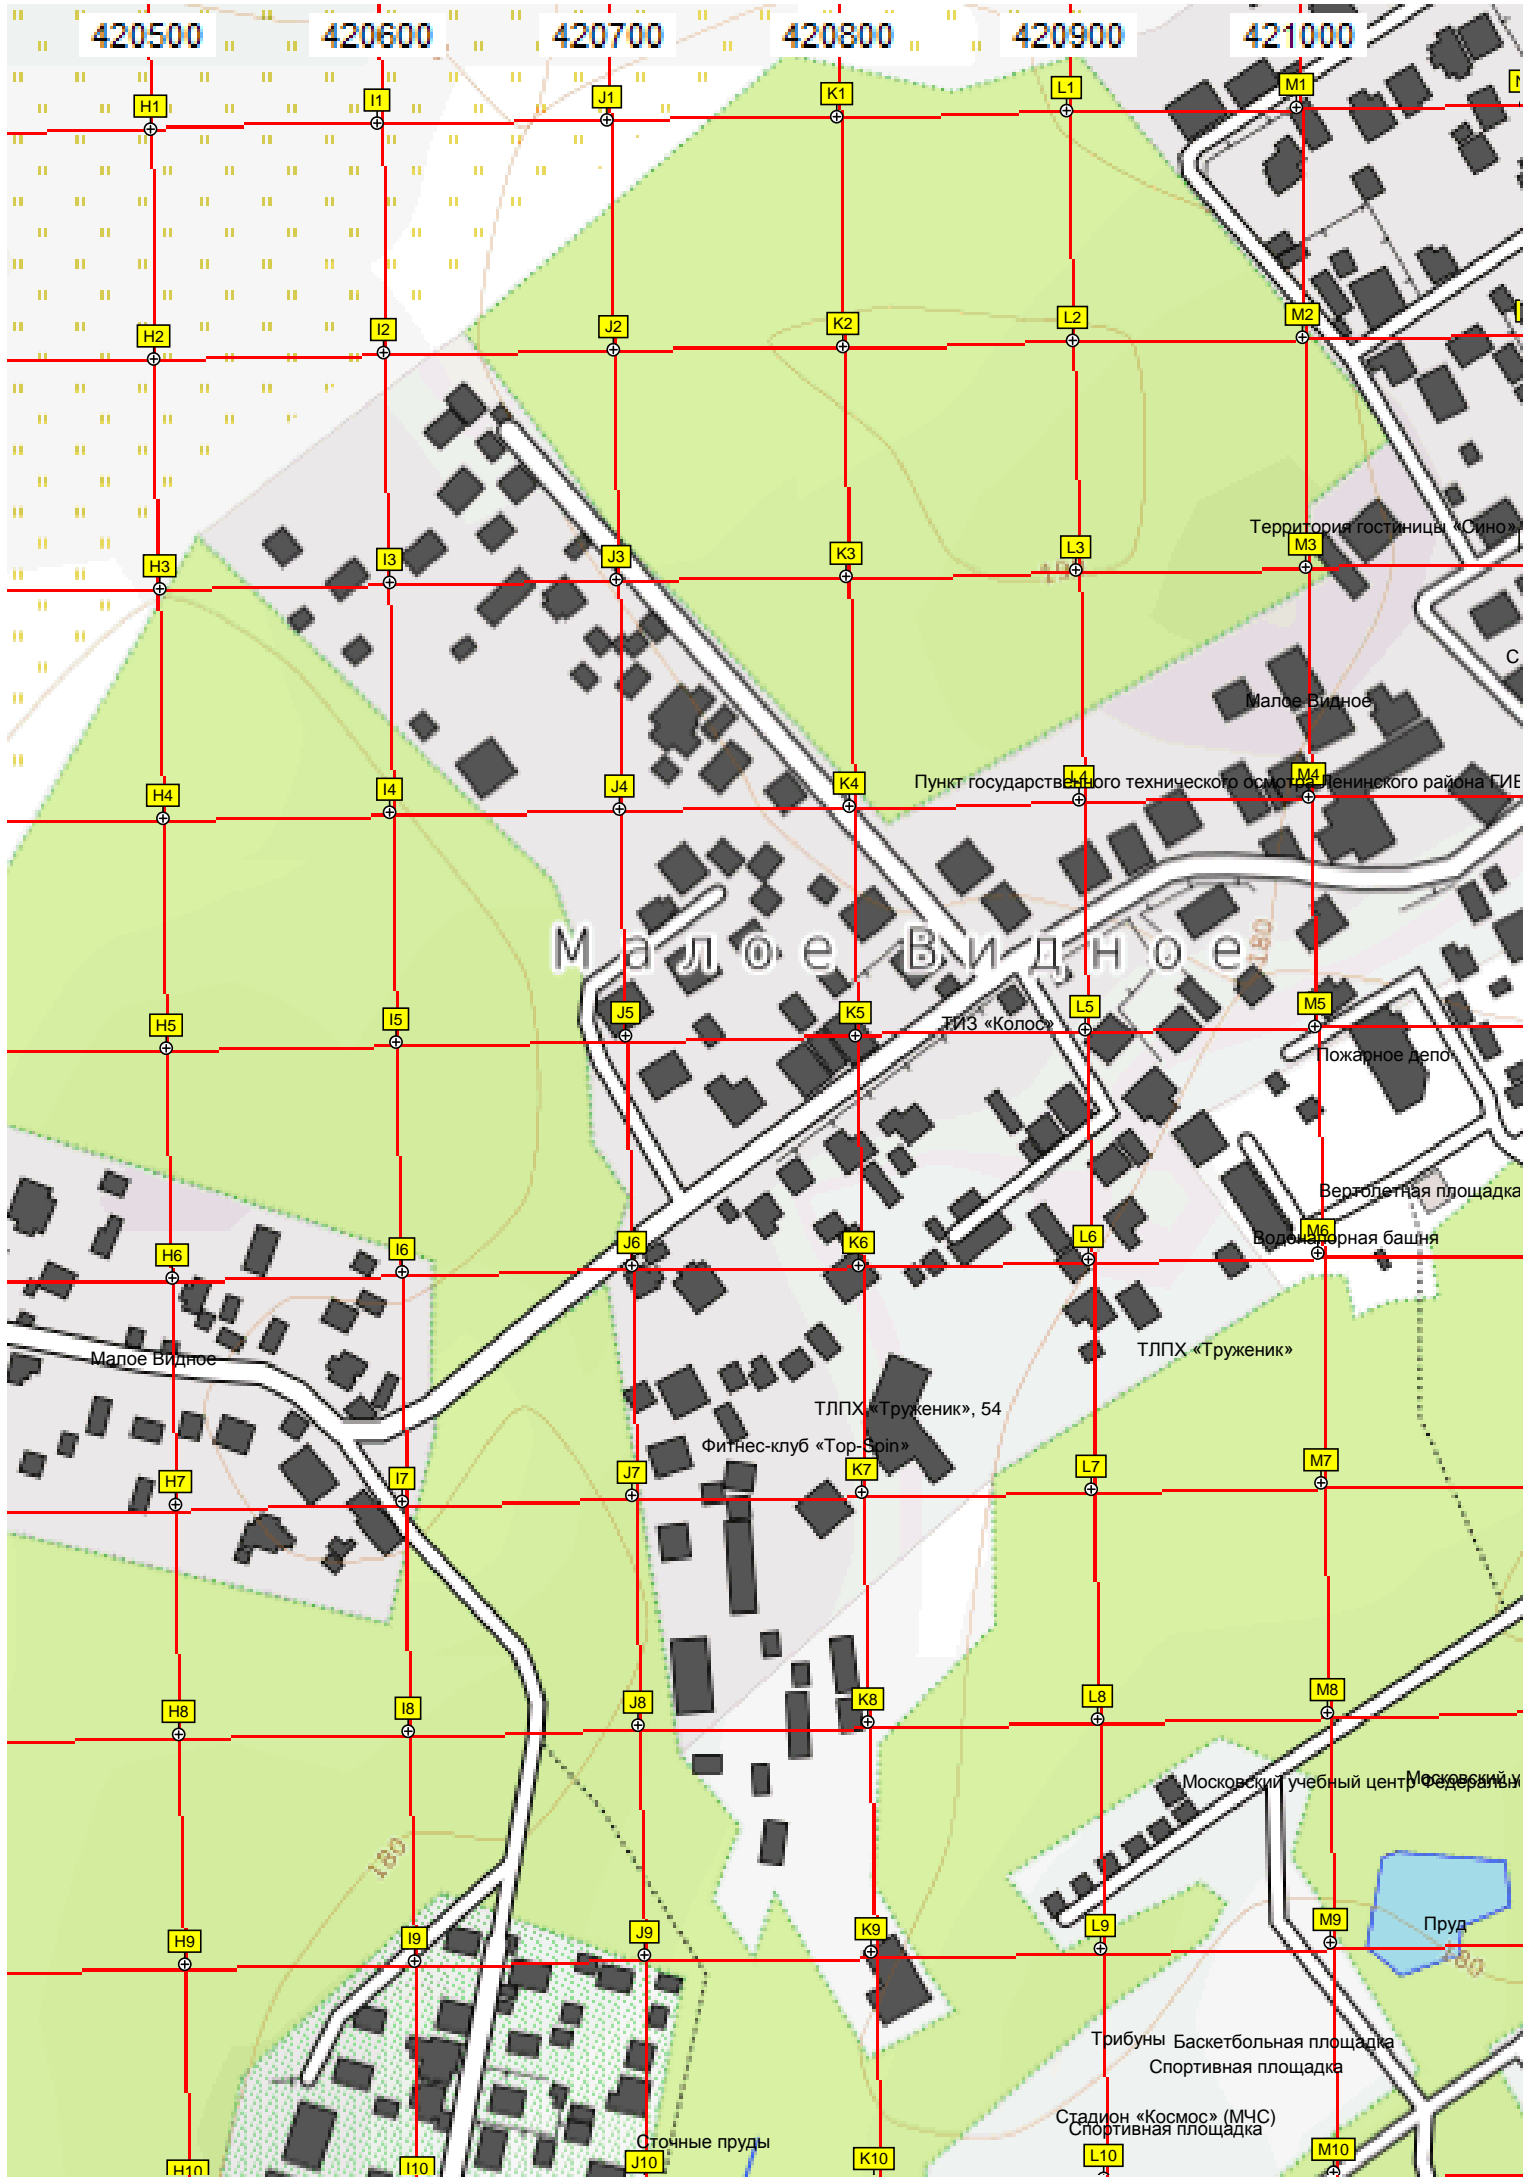 420500 420600 420700 420800 420900 421000
H1 I1 J1 K1 L1 M1
H2 I2 J2 K2 L2 M2
Территория гостиницы «Сино»
H3 I3 J3 K3 L3 M3
Малое Видное
Пункт государственного технического осмотра Ленинского района ГИБ
H4 I4 J4 K4 L4 M4
Малое Видное
180
ТИЗ «Колос»
H5 I5 J5 K5 L5 M5
Пожарное депо
Вертолетная площадка
Водонапорная башня
H6 I6 J6 K6 L6 M6
Малое Видное
ТЛПХ «Труженик»
ТЛПХ «Труженик», 54
Фитнес-клуб «Top-Spin»
H7 I7 J7 K7 L7 M7
H8 I8 J8 K8 L8 M8
Московский учебный центр Федеральн
Московский у
180
Пруд
H9 I9 J9 K9 L9 M9
180
Трибуны Баскетбольная площадка
Спортивная площадка
Стадион «Космос» (МЧС)
Спортивная площадка
Сточные пруды
H10 I10 J10 K10 L10 M10